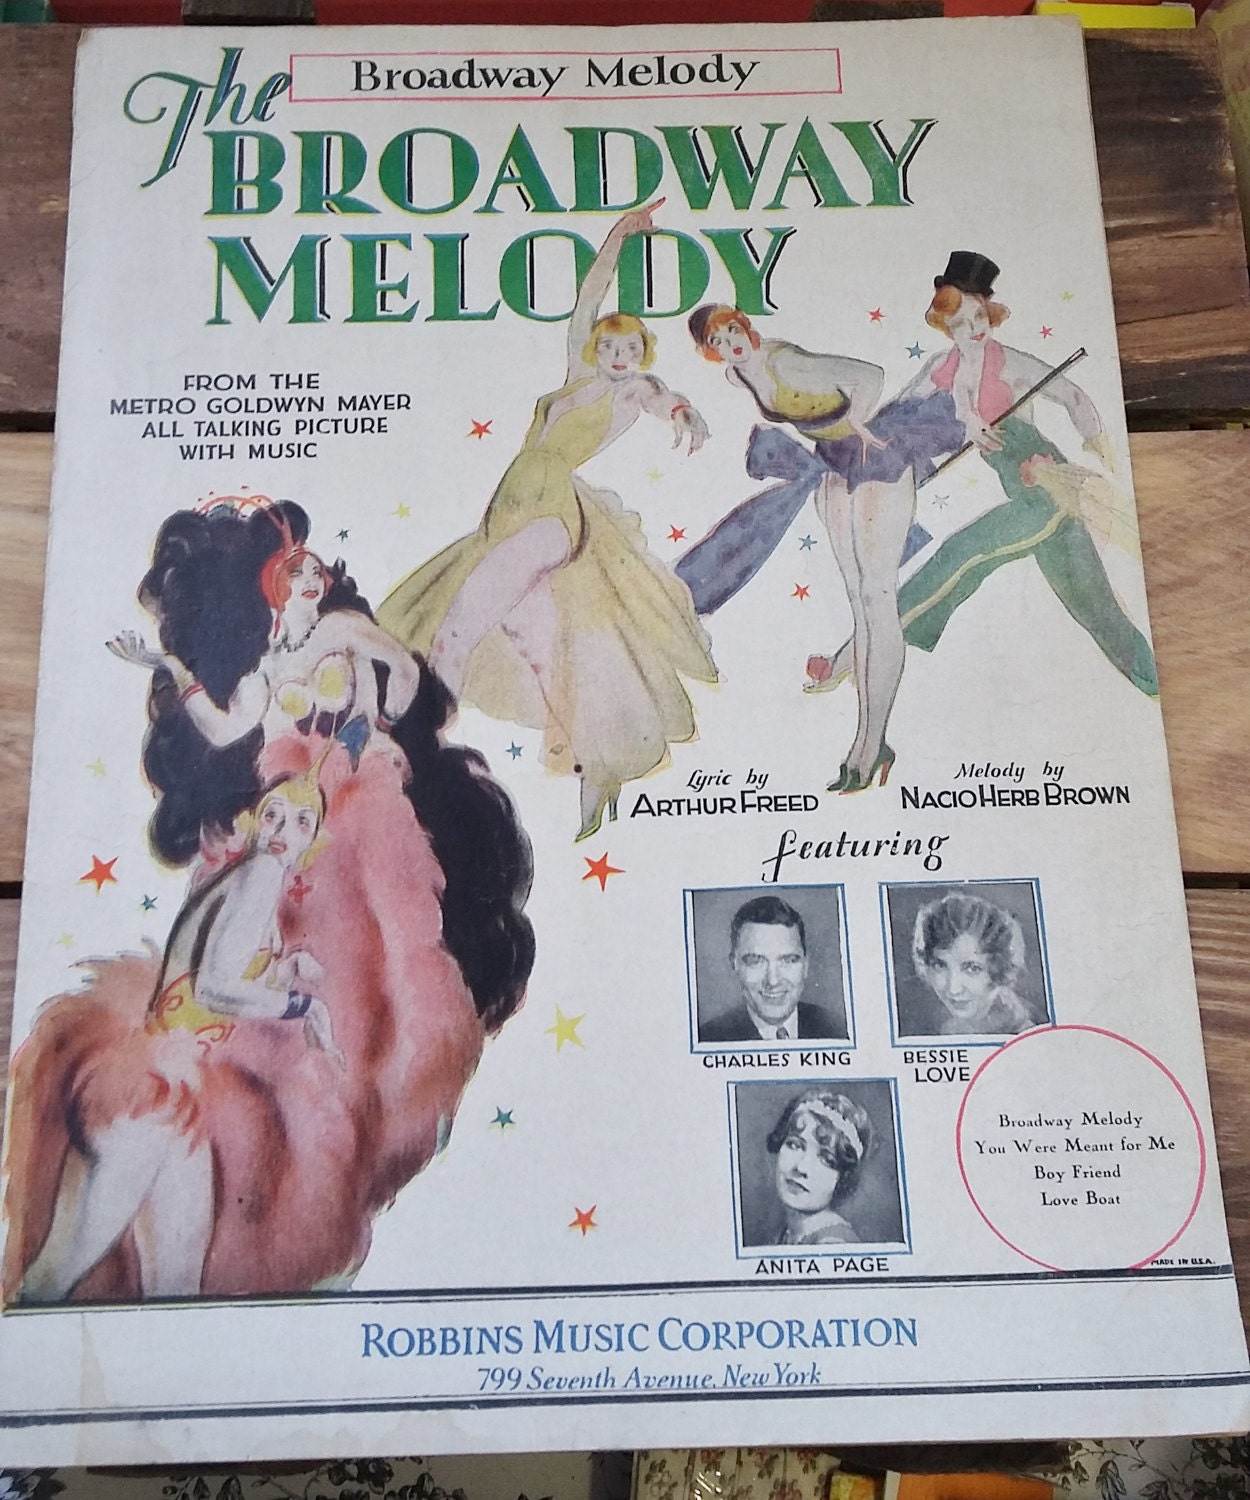 Broadway Melody
The
BROADWAY
MELODY
FROM THE
METRO GOLDWYN MAYER
ALL TALKING PICTURE
WITH MUSIC
Lyric by
ARTHUR FREED
Melody by
NACIO HERB BROWN
featuring
CHARLES KING
BESSIE
LOVE
ANITA PAGE
Broadway Melody
You Were Meant for Me
Boy Friend
Love Boat
MADE IN U.S.A.
ROBBINS MUSIC CORPORATION
799 Seventh Avenue, New York